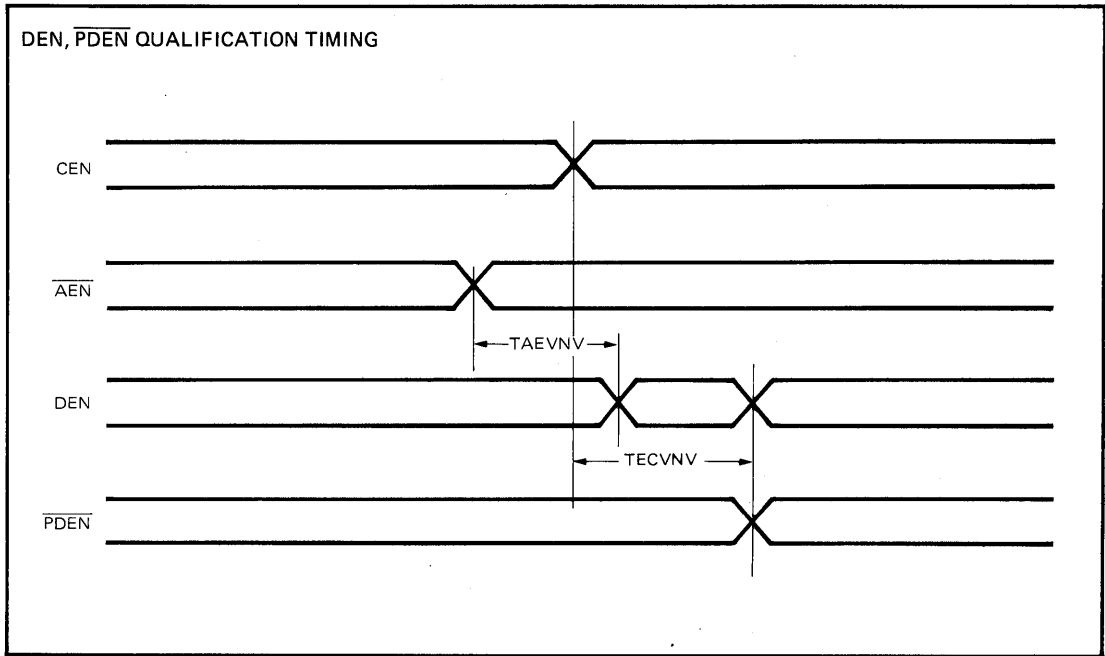 DEN, PDEN QUALIFICATION TIMING
CEN
AEN
TAEVNV
DEN
TECVNV
PDEN